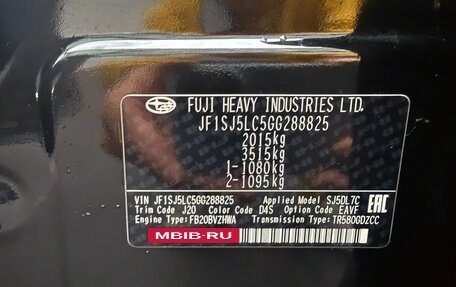 FUJI HEAVY INDUSTRIES LTD.
JF1SJ5LC5GG288825
2015kg
3515kg
1-1080kg
2-1095kg
VIN JF1SJ5LC5GG288825 Applied Model SJ5DL7C
Trim Code J20 Color Code D4S Option Code EAVF
Engine Type:FB20BVZHWA Transmission Type:TR580GDZCC
EAC
MBIB-RU